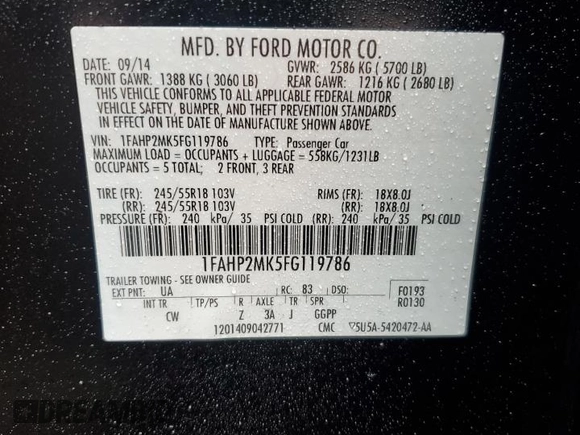 MFD. BY FORD MOTOR CO.
DATE: 09/14 GVWR: 2586 KG ( 5700 LB)
FRONT GAWR: 1388 KG ( 3060 LB) REAR GAWR: 1216 KG ( 2680 LB)
THIS VEHICLE CONFORMS TO ALL APPLICABLE FEDERAL MOTOR
VEHICLE SAFETY, BUMPER, AND THEFT PREVENTION STANDARDS
IN EFFECT ON THE DATE OF MANUFACTURE SHOWN ABOVE.
VIN: 1FAHP2MK5FG119786 TYPE: Passenger Car
MAXIMUM LOAD = OCCUPANTS + LUGGAGE = 558KG/1231LB
OCCUPANTS = 5 TOTAL; 2 FRONT, 3 REAR
TIRE (FR): 245/55R18 103V RIMS (FR): 18X8.0J
(RR): 245/55R18 103V (RR): 18X8.0J
PRESSURE (FR): 240 kPa/ 35 PSI COLD (RR): 240 kPa/ 35 PSI COLD
1FAHP2MK5FG119786
TRAILER TOWING - SEE OWNER GUIDE
EXT PNT: UA RC: 83 DSO: F0193
INT TR TP/PS R AXLE TR SPR R0130
CW Z 3A J GGPP
1201409042771 CMC 5U5A-5420472-AA